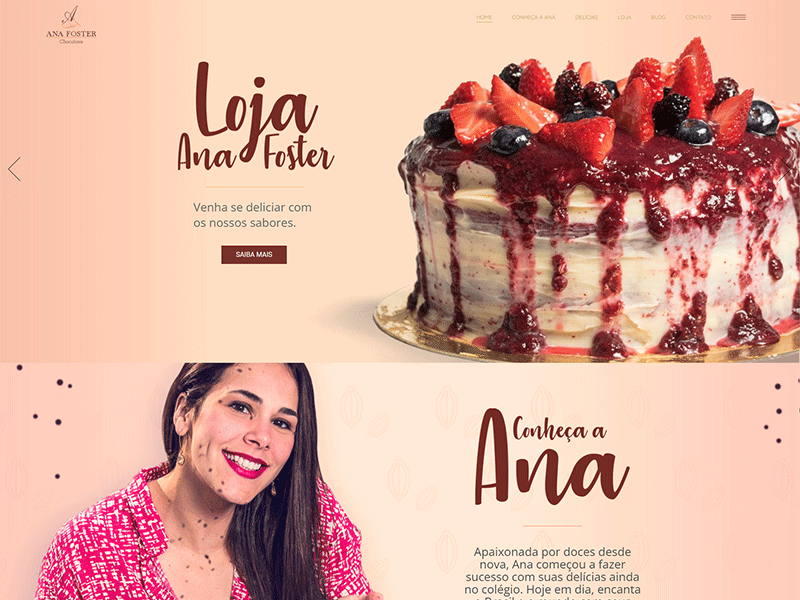 A
ANA FOSTER
Chocolates
HOME CONHEÇA A ANA DELÍCIAS LOJA BLOG CONTATO
Loja
Ana Foster
Venha se deliciar com
os nossos sabores.
SAIBA MAIS
Conheça a
Ana
Apaixonada por doces desde
nova, Ana começou a fazer
sucesso com suas delícias ainda
no colégio. Hoje em dia, encanta